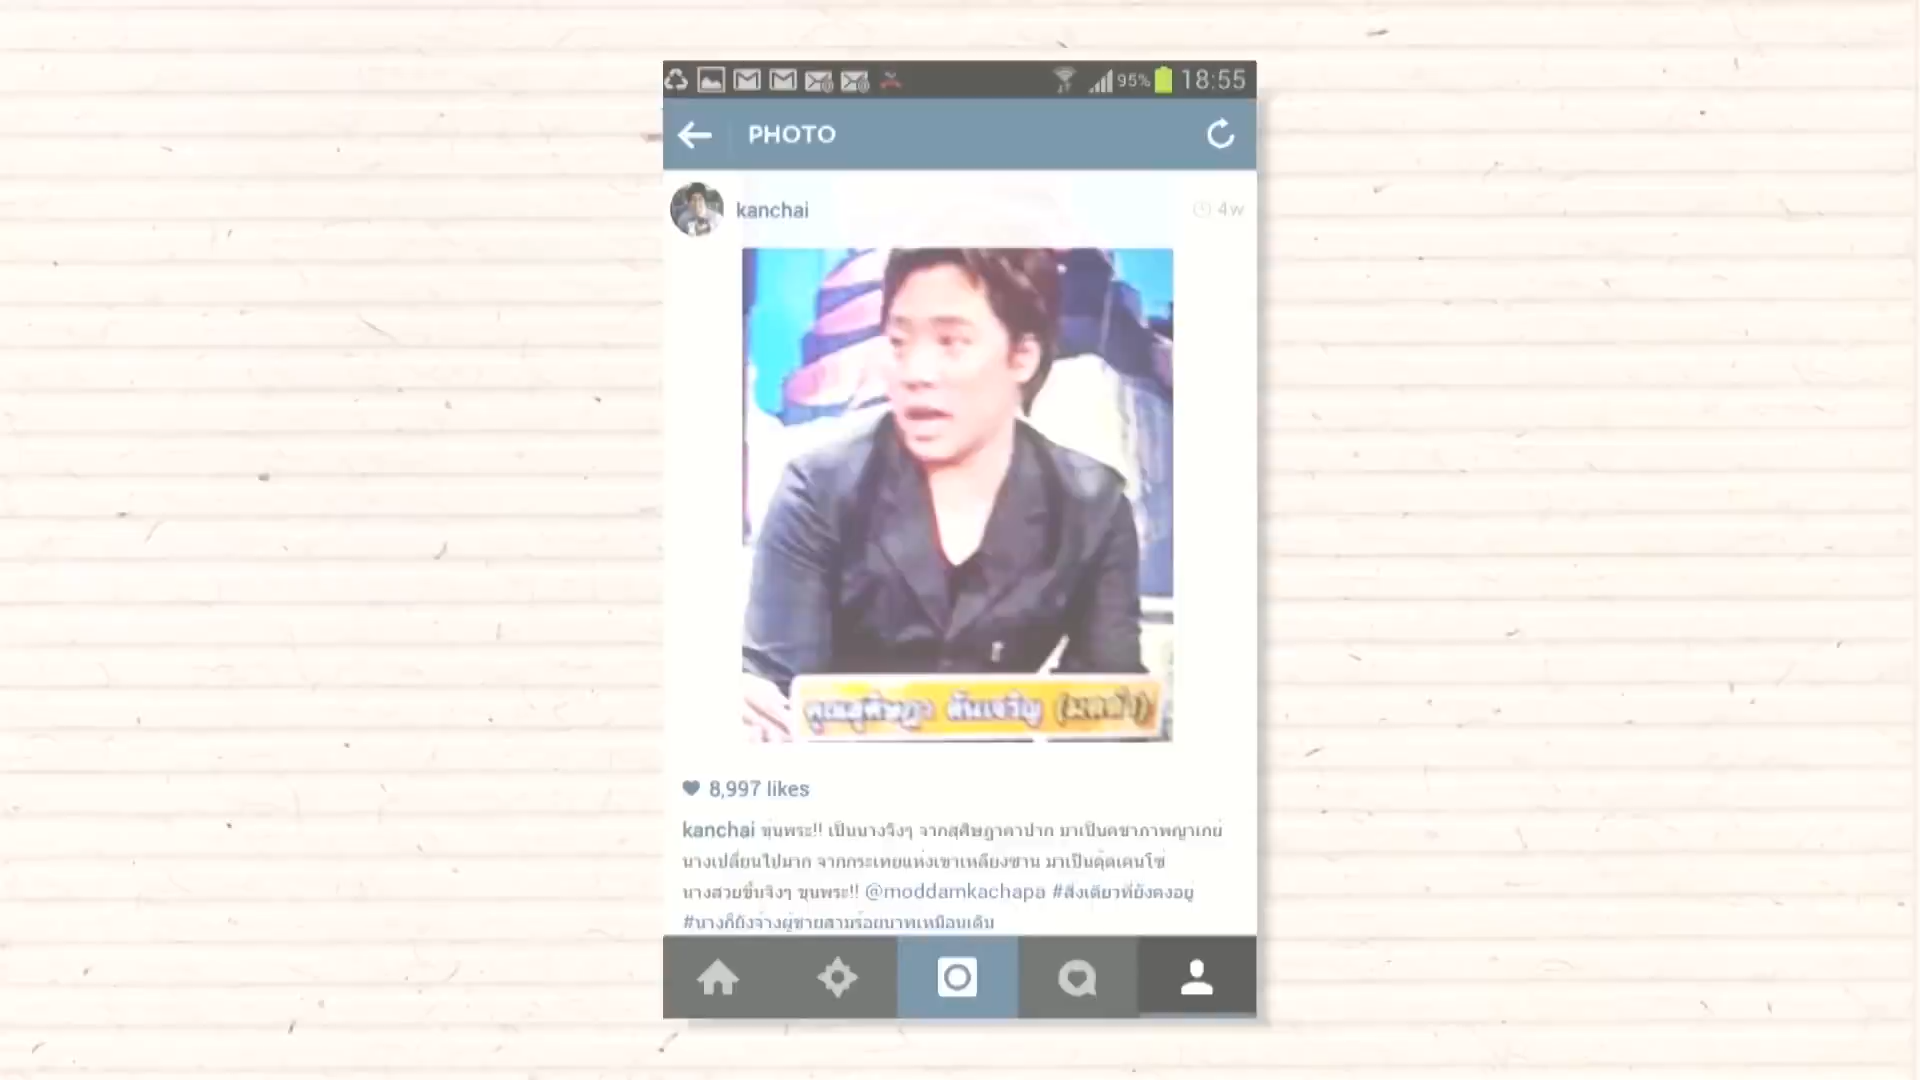 95% 18:55
PHOTO
kanchai
4w
8,997 likes
kanchai ขุ่นพระ!! เป็นนางจิงๆ จากสุศิษฎาคาปาก มาเป็นคชาภาพญาเกย์
นางเปลี่ยนไปมาก จากกระเทยแห่งเขาเหลียงซาน มาเป็นตุ๊ดเคนโซ่
นางสวยขึ้นจิงๆ ขุนพระ!! @moddamkachapa #สิ่งเดียวที่ยังคงอยู่
#นางก็ยังจ้างผู้ชายสามร้อยบาทเหมือนเดิม